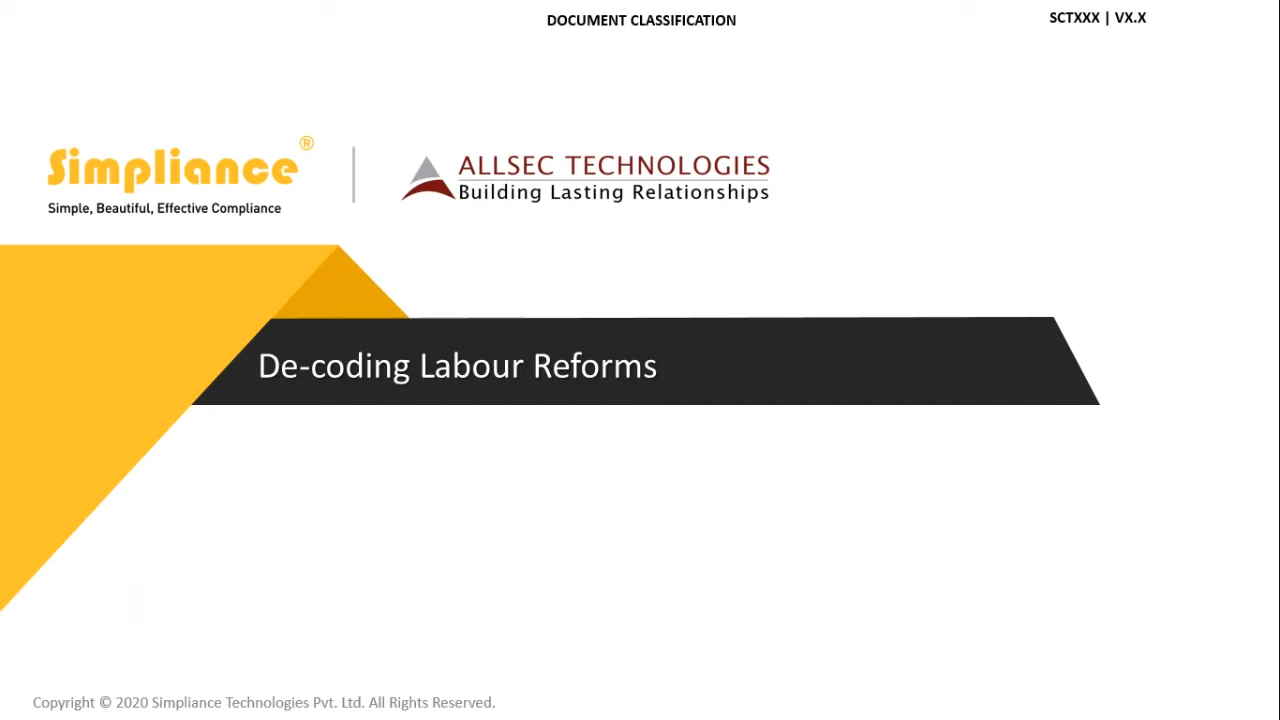 DOCUMENT CLASSIFICATION
SCTXXX | VX.X
Simpliance®
Simple, Beautiful, Effective Compliance
ALLSEC TECHNOLOGIES
Building Lasting Relationships
De-coding Labour Reforms
Copyright © 2020 Simpliance Technologies Pvt. Ltd. All Rights Reserved.